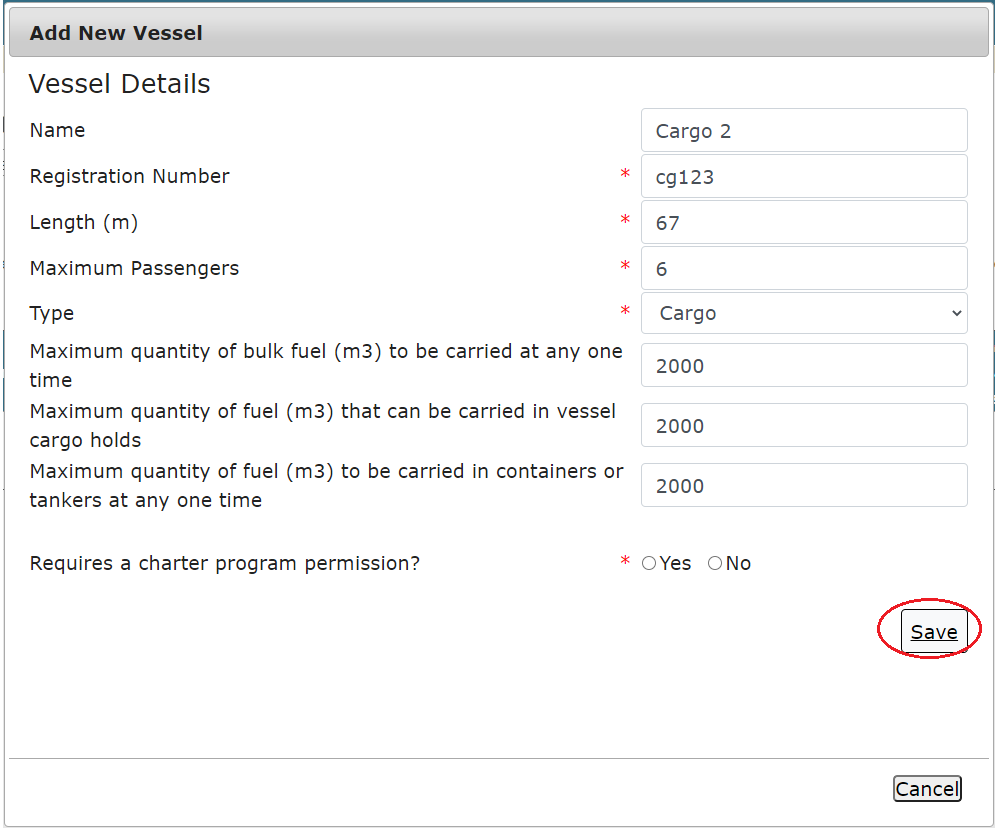 Add New Vessel
Vessel Details
Name
Cargo 2
Registration Number * cg123
Length (m) * 67
Maximum Passengers * 6
Type * Cargo
Maximum quantity of bulk fuel (m3) to be carried at any one
time
2000
Maximum quantity of fuel (m3) that can be carried in vessel
cargo holds
2000
Maximum quantity of fuel (m3) to be carried in containers or
tankers at any one time
2000
Requires a charter program permission? * Yes No
Save
Cancel